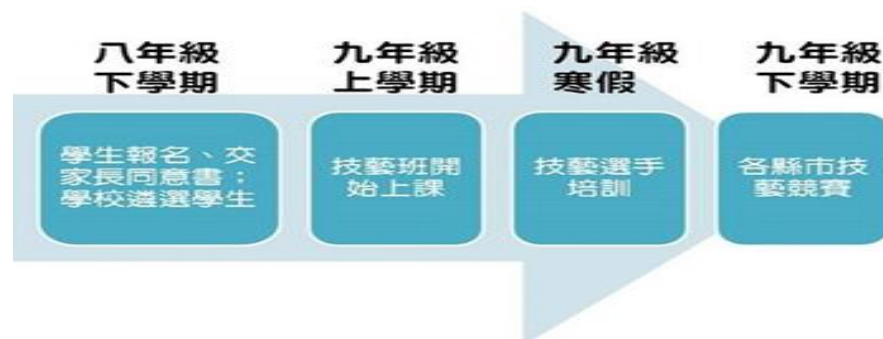 八年級
下學期
九年級
上學期
九年級
寒假
九年級
下學期
學生報名、交
家長同意書；
學校遴選學生
技藝班開
始上課
技藝選手
培訓
各縣市技
藝競賽